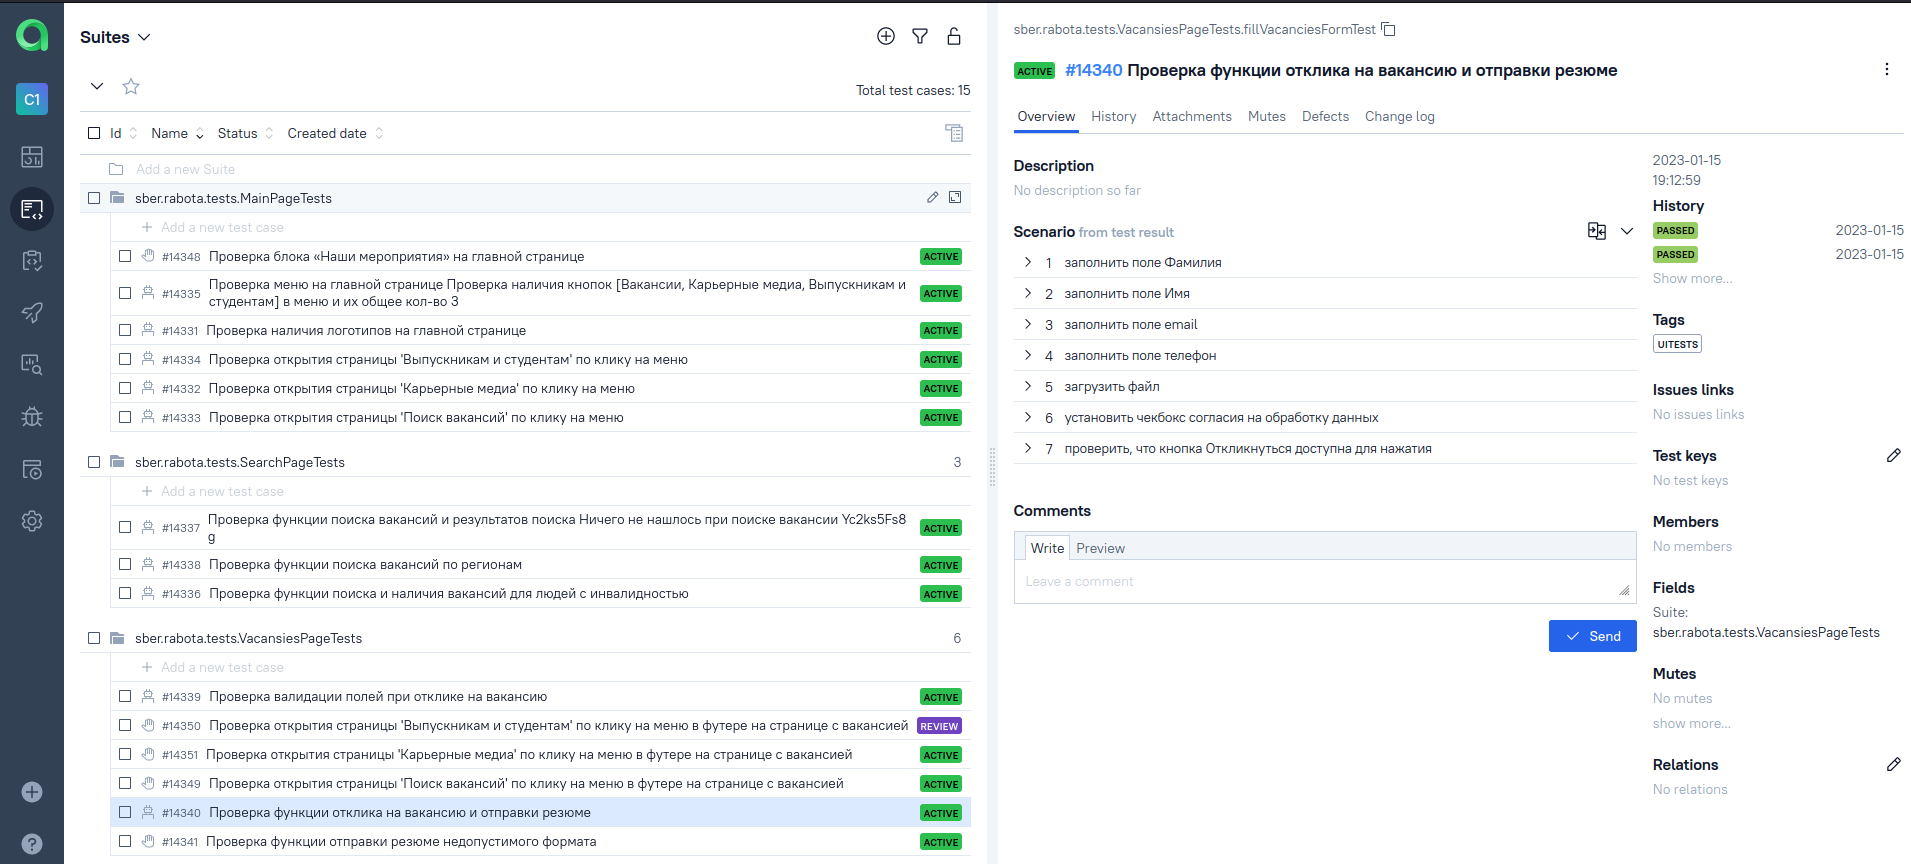 C1
Suites
Total test cases: 15
Id Name Status Created date
Add a new Suite
sber.rabota.tests.MainPageTests
Add a new test case
#14348 Проверка блока «Наши мероприятия» на главной странице ACTIVE
#14335 Проверка меню на главной странице Проверка наличия кнопок [Вакансии, Карьерные медиа, Выпускникам и
студентам] в меню и их общее кол-во 3 ACTIVE
#14331 Проверка наличия логотипов на главной странице ACTIVE
#14334 Проверка открытия страницы 'Выпускникам и студентам' по клику на меню ACTIVE
#14332 Проверка открытия страницы 'Карьерные медиа' по клику на меню ACTIVE
#14333 Проверка открытия страницы 'Поиск вакансий' по клику на меню ACTIVE
sber.rabota.tests.SearchPageTests 3
Add a new test case
#14337 Проверка функции поиска вакансий и результатов поиска Ничего не нашлось при поиске вакансии Yc2ks5Fs8
g ACTIVE
#14338 Проверка функции поиска вакансий по регионам ACTIVE
#14336 Проверка функции поиска и наличия вакансий для людей с инвалидностью ACTIVE
sber.rabota.tests.VacansiesPageTests 6
Add a new test case
#14339 Проверка валидации полей при отклике на вакансию ACTIVE
#14350 Проверка открытия страницы 'Выпускникам и студентам' по клику на меню в футере на странице с вакансией REVIEW
#14351 Проверка открытия страницы 'Карьерные медиа' по клику на меню в футере на странице с вакансией ACTIVE
#14349 Проверка открытия страницы 'Поиск вакансий' по клику на меню в футере на странице с вакансией ACTIVE
#14340 Проверка функции отклика на вакансию и отправки резюме ACTIVE
#14341 Проверка функции отправки резюме недопустимого формата ACTIVE
sber.rabota.tests.VacansiesPageTests.fillVacanciesFormTest
ACTIVE #14340 Проверка функции отклика на вакансию и отправки резюме
Overview History Attachments Mutes Defects Change log
Description
No description so far
Scenario from test result
1 заполнить поле Фамилия
2 заполнить поле Имя
3 заполнить поле email
4 заполнить поле телефон
5 загрузить файл
6 установить чекбокс согласия на обработку данных
7 проверить, что кнопка Откликнуться доступна для нажатия
Comments
Write Preview
Leave a comment
Send
2023-01-15
19:12:59
History
PASSED 2023-01-15
PASSED 2023-01-15
Show more...
Tags
UITESTS
Issues links
No issues links
Test keys
No test keys
Members
No members
Fields
Suite:
sber.rabota.tests.VacansiesPageTests
Mutes
No mutes
show more...
Relations
No relations